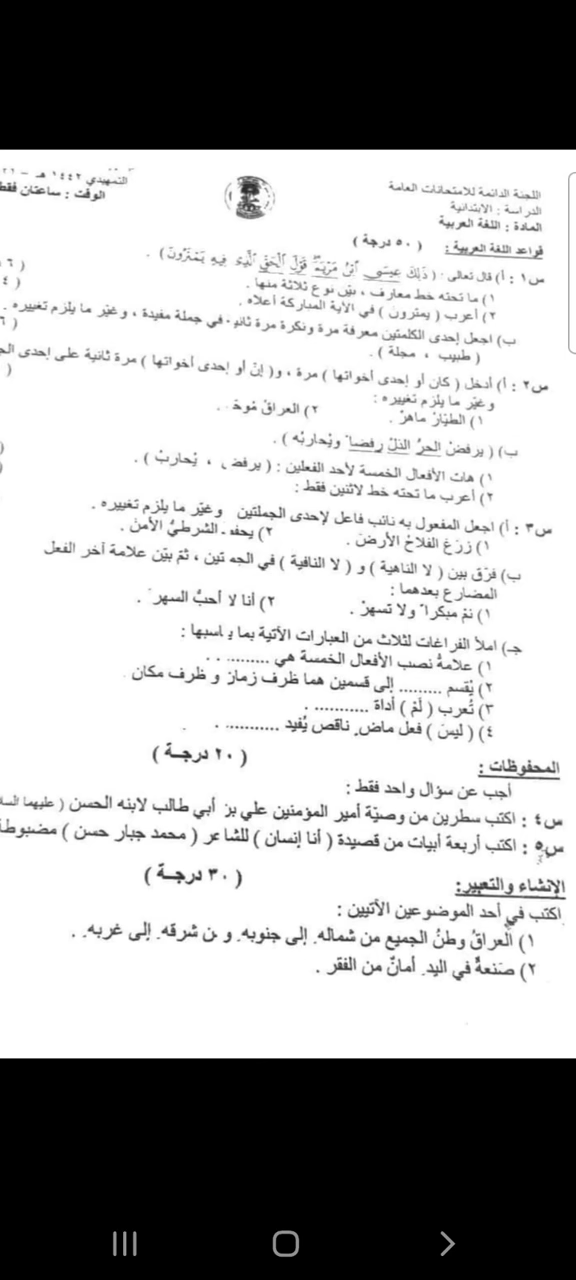 التمهيدي ١٤٤٢ هـ -
اللجنة الدائمة للامتحانات العامة
الوقت : ساعتان فقط
الدراسة : الابتدائية
المادة : اللغة العربية
قواعد اللغة العربية : ( ٥٠ درجة )
س١ : أ) قال تعالى : ( ذَلِكَ عِيسَى ابْنُ مَرْيَمَ قَوْلَ الْحَقِّ الَّذِي فِيهِ يَمْتَرُونَ ) .
١) ما تحته خط معارف ، بيّن نوع ثلاثة منها .
٢) أعرب ( يمترون ) في الآية المباركة أعلاه .
ب) اجعل إحدى الكلمتين معرفة مرة ونكرة مرة في جملة مفيدة ، وغير ما يلزم تغييره .
( طبيب ، مجلة ) .
س٢ : أ) أدخل ( كان أو إحدى أخواتها ) مرة ، و( إنّ أو إحدى أخواتها ) مرة ثانية على إحدى
وغيّر ما يلزم تغييره :
١) الطيّارُ ماهرٌ . ٢) العراقُ
ب) ( يرفضُ الحرُّ الذلَّ رفضاً ويُحاربُه ) .
١) هات الأفعال الخمسة لأحد الفعلين : ( يرفض ، يُحاربُ ) .
٢) أعرب ما تحته خط لاثنين فقط :
س٣ : أ) اجعل المفعول به نائب فاعل لإحدى الجملتين وغيّر ما يلزم تغييره .
١) زرَعَ الفلاحُ الأرضَ . ٢) الشرطيُّ الأمنَ .
ب) فرّق بين ( لا الناهية ) و ( لا النافية ) في ، ثمّ بيّن علامة آخر الفعل
المضارع بعدهما :
١) نمْ مبكراً ولا تسهرْ . ٢) أنا لا أحبُّ السهرَ .
جـ) املأ الفراغات لثلاث من العبارات الآتية بما :
١) علامةُ نصب الأفعال الخمسة هي ..........
٢) يُقسم ......... إلى قسمين هما ظرف زمان و ظرف مكان
٣) تُعرب ( لَمْ ) أداة ........... .
٤) ( ليسَ ) فعل ماضٍ ناقص يُفيد ........... .
المحفوظات : ( ٢٠ درجـة )
أجب عن سؤال واحد فقط :
س٤ : اكتب سطرين من وصيّة أمير المؤمنين علي بن أبي طالب لابنه الحسن ( عليهما
س٥ : اكتب أربعة أبيات من قصيدة ( أنا إنسان ) للشاعر ( محمد جبار حسن )
الإنشاء والتعبير: ( ٣٠ درجـة )
اكتب في أحد الموضوعين الآتيين :
١) العراقُ وطنُ الجميع من شماله إلى جنوبه و من شرقه إلى غربه .
٢) صَنعةٌ في اليد أمانٌ من الفقر .